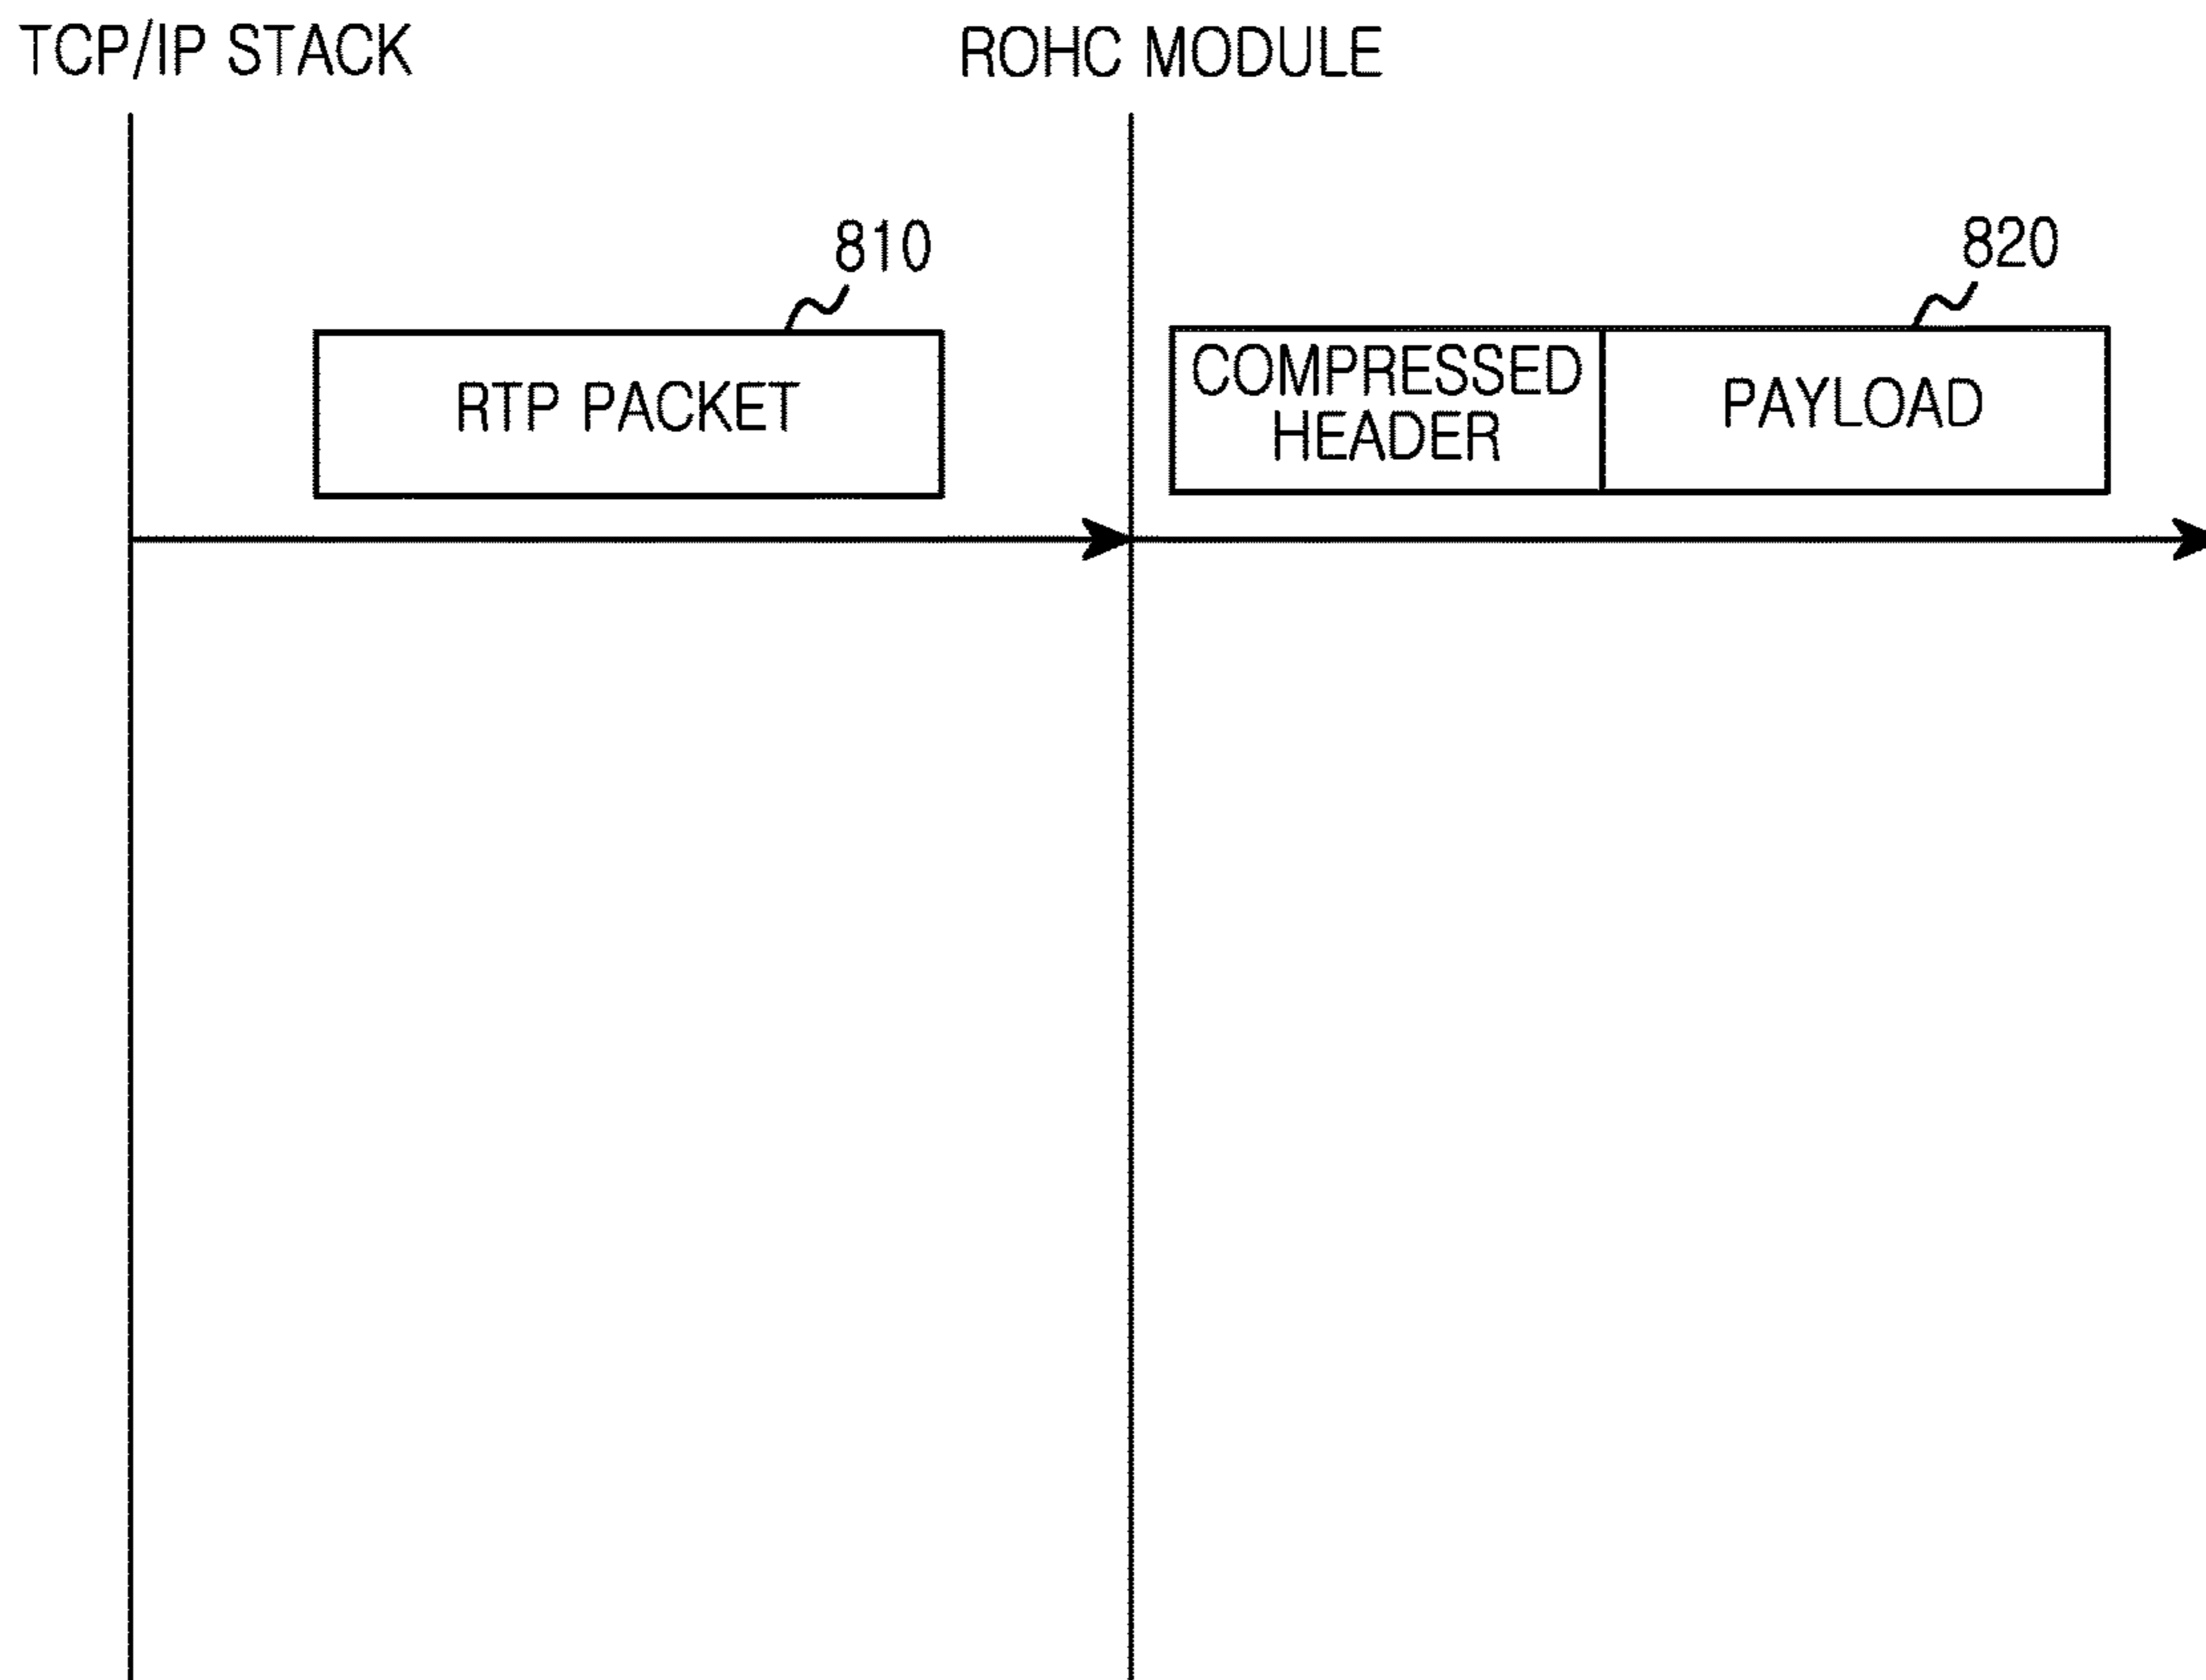 TCP/IP STACK
ROHC MODULE
810
820
RTP PACKET
COMPRESSED
HEADER
PAYLOAD